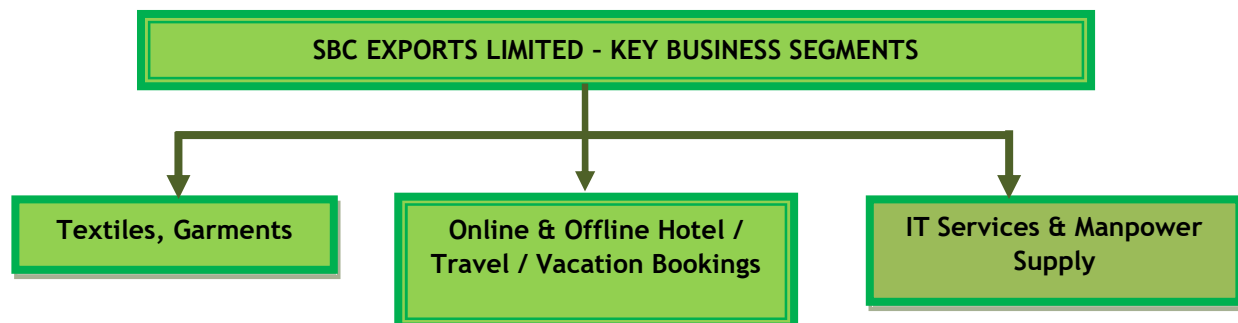 SBC EXPORTS LIMITED – KEY BUSINESS SEGMENTS
Textiles, Garments
Online & Offline Hotel /
Travel / Vacation Bookings
IT Services & Manpower
Supply